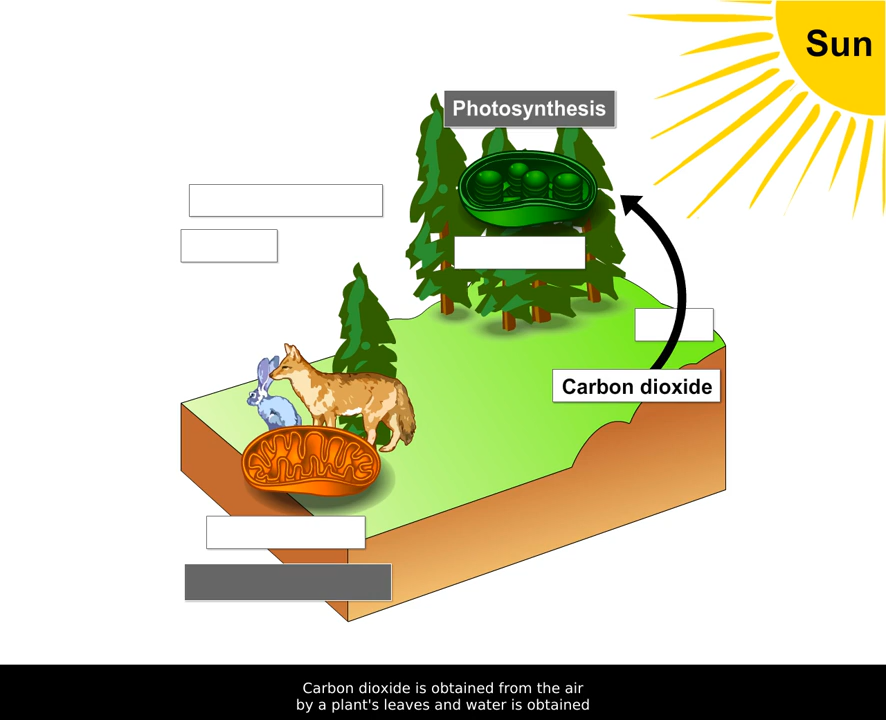 Sun
Photosynthesis
Carbon dioxide
Carbon dioxide is obtained from the air
by a plant's leaves and water is obtained